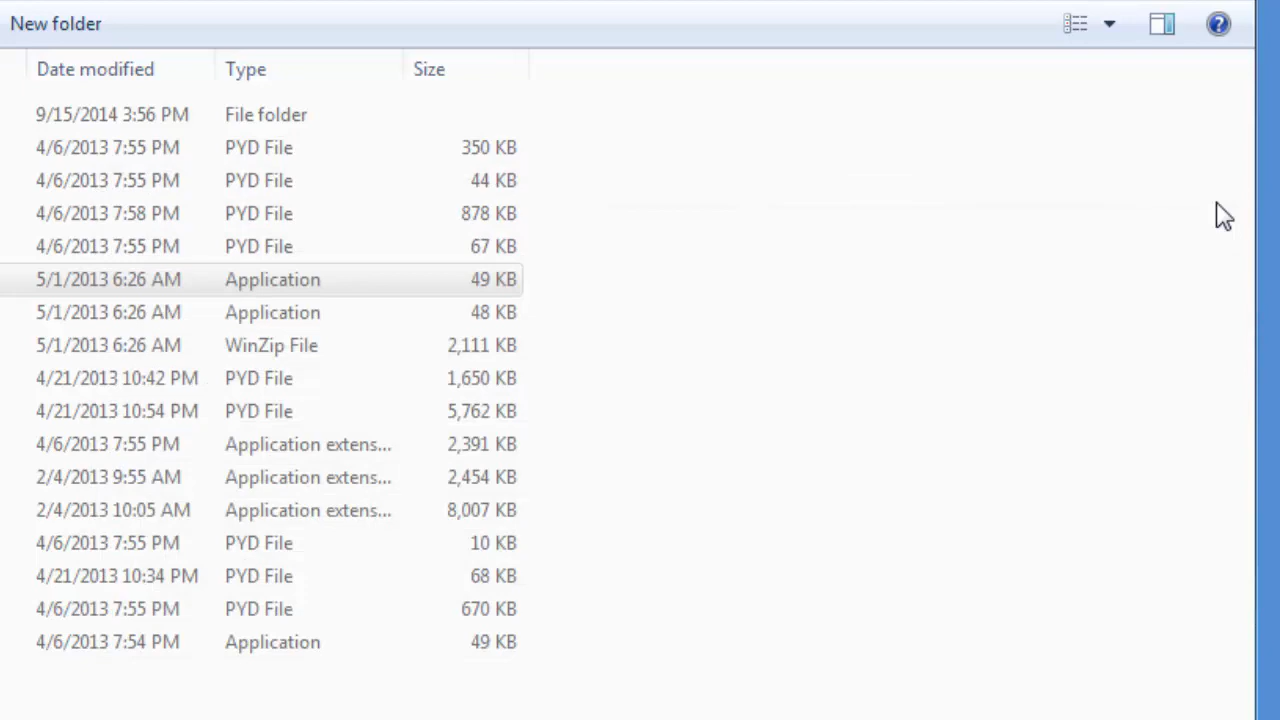 New folder
Date modified Type Size
9/15/2014 3:56 PM File folder
4/6/2013 7:55 PM PYD File 350 KB
4/6/2013 7:55 PM PYD File 44 KB
4/6/2013 7:58 PM PYD File 878 KB
4/6/2013 7:55 PM PYD File 67 KB
5/1/2013 6:26 AM Application 49 KB
5/1/2013 6:26 AM Application 48 KB
5/1/2013 6:26 AM WinZip File 2,111 KB
4/21/2013 10:42 PM PYD File 1,650 KB
4/21/2013 10:54 PM PYD File 5,762 KB
4/6/2013 7:55 PM Application extens... 2,391 KB
2/4/2013 9:55 AM Application extens... 2,454 KB
2/4/2013 10:05 AM Application extens... 8,007 KB
4/6/2013 7:55 PM PYD File 10 KB
4/21/2013 10:34 PM PYD File 68 KB
4/6/2013 7:55 PM PYD File 670 KB
4/6/2013 7:54 PM Application 49 KB